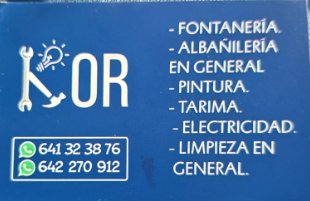 KOR
- FONTANERÍA.
- ALBAÑILERÍA
EN GENERAL
- PINTURA.
- TARIMA.
- ELECTRICIDAD.
- LIMPIEZA EN
GENERAL.
641 32 38 76
642 270 912